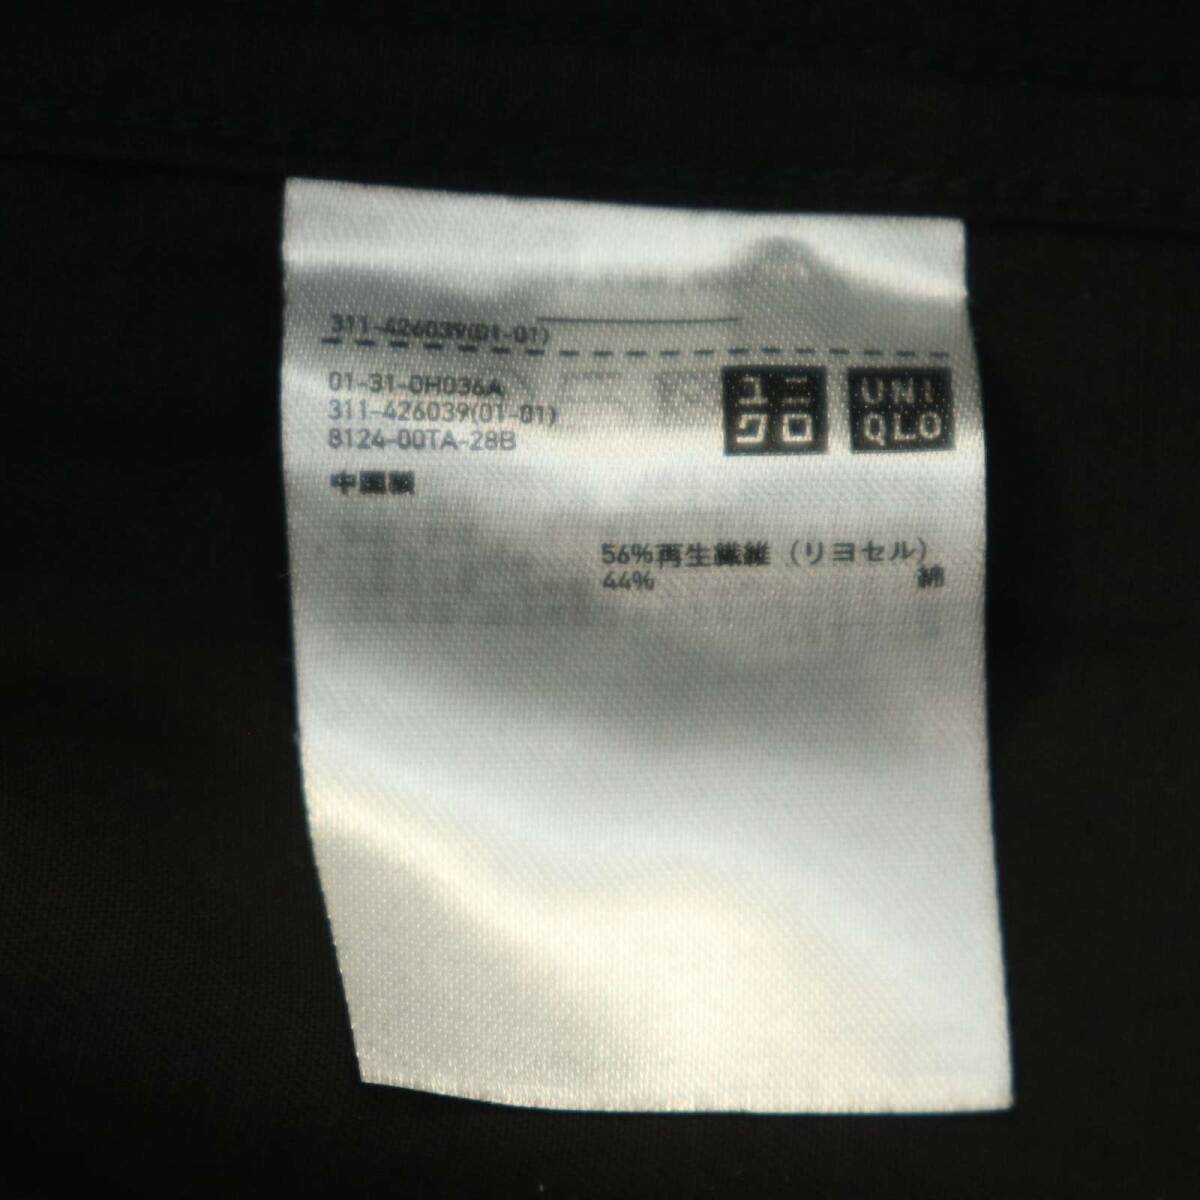 311-426039(01-01)
01-31-0H036A
311-426039(01-01)
8124-00TA-28B
ユニ
クロ
UNI
QLO
中国製
56%再生繊維（リヨセル）
44% 綿